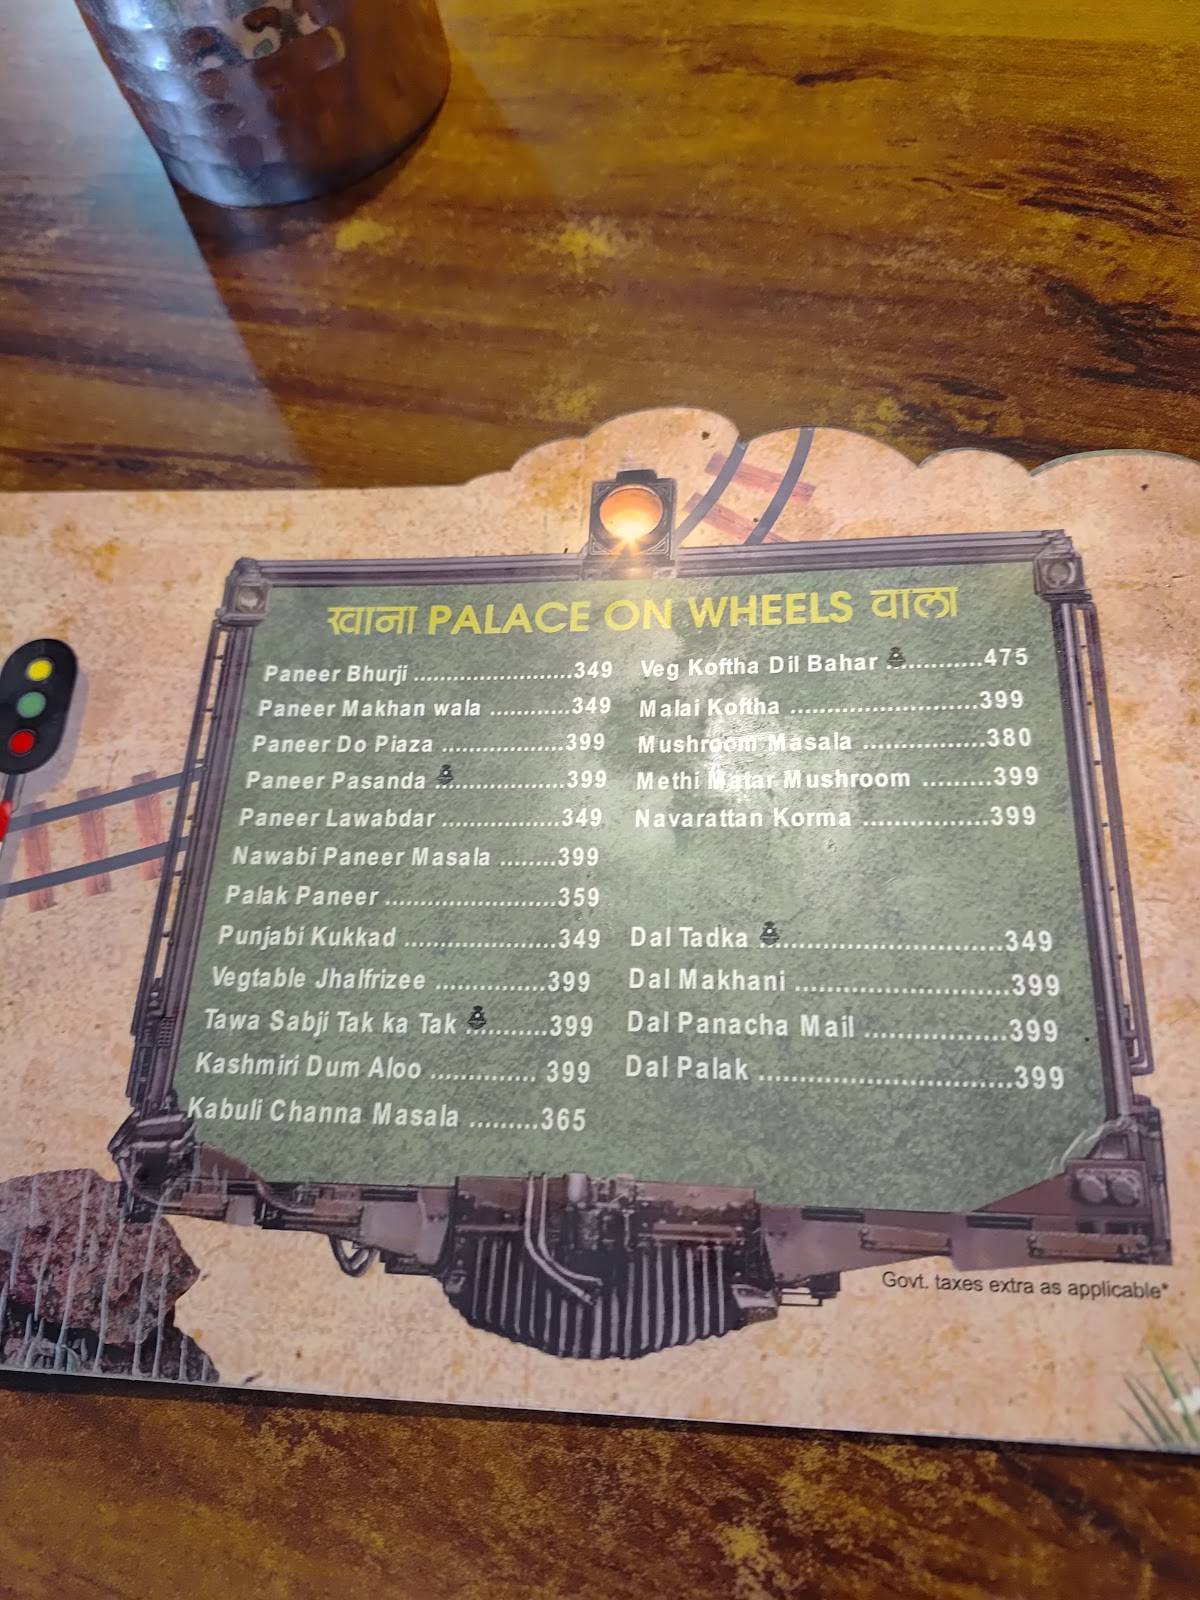 खाना PALACE ON WHEELS वाला
Paneer Bhurji ........................349
Paneer Makhan wala ............349
Paneer Do Piaza ..................399
Paneer Pasanda ...................399
Paneer Lawabdar .................349
Nawabi Paneer Masala ........399
Palak Paneer .........................359
Punjabi Kukkad ......................349
Vegtable Jhalfrizee ................399
Tawa Sabji Tak ka Tak ...........399
Kashmiri Dum Aloo .............. 399
Kabuli Channa Masala .........365
Veg Koftha Dil Bahar ............475
Malai Koftha .........................399
Mushroom Masala ................380
Methi Matar Mushroom .........399
Navarattan Korma ................399
Dal Tadka ..............................349
Dal Makhani ...........................399
Dal Panacha Mail ..................399
Dal Palak ...............................399
Govt. taxes extra as applicable*